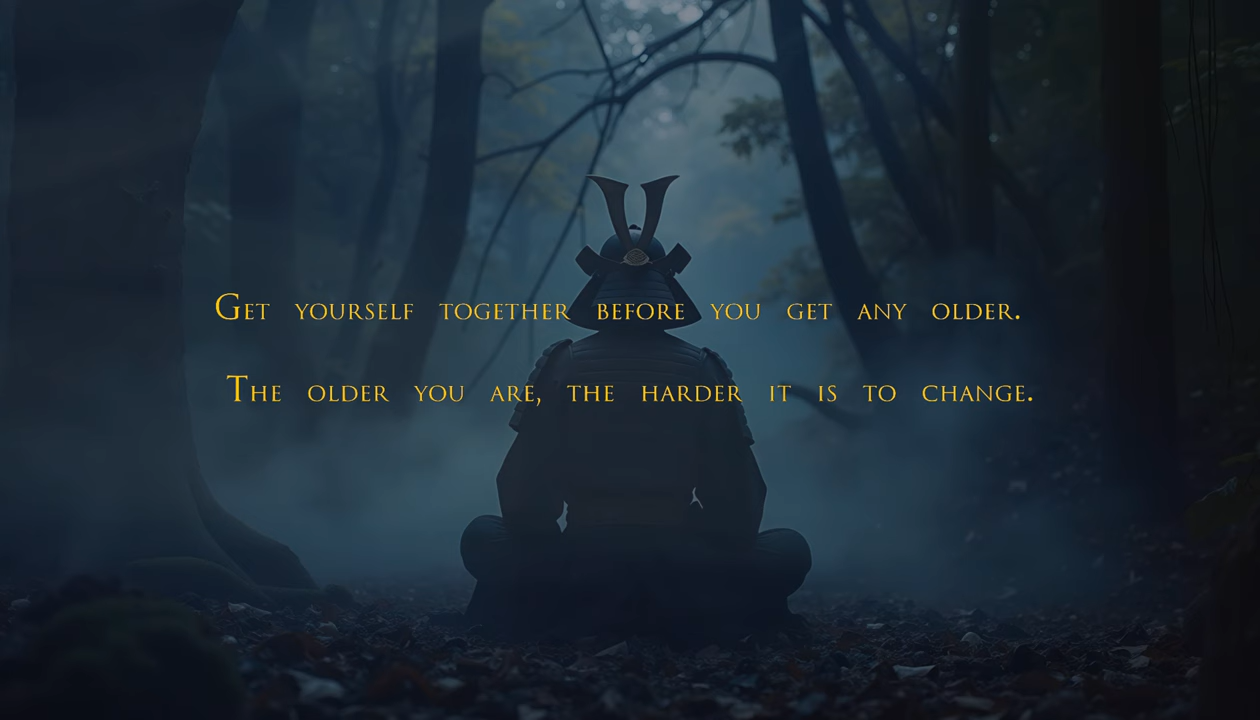 Get yourself together before you get any older.
The older you are, the harder it is to change.